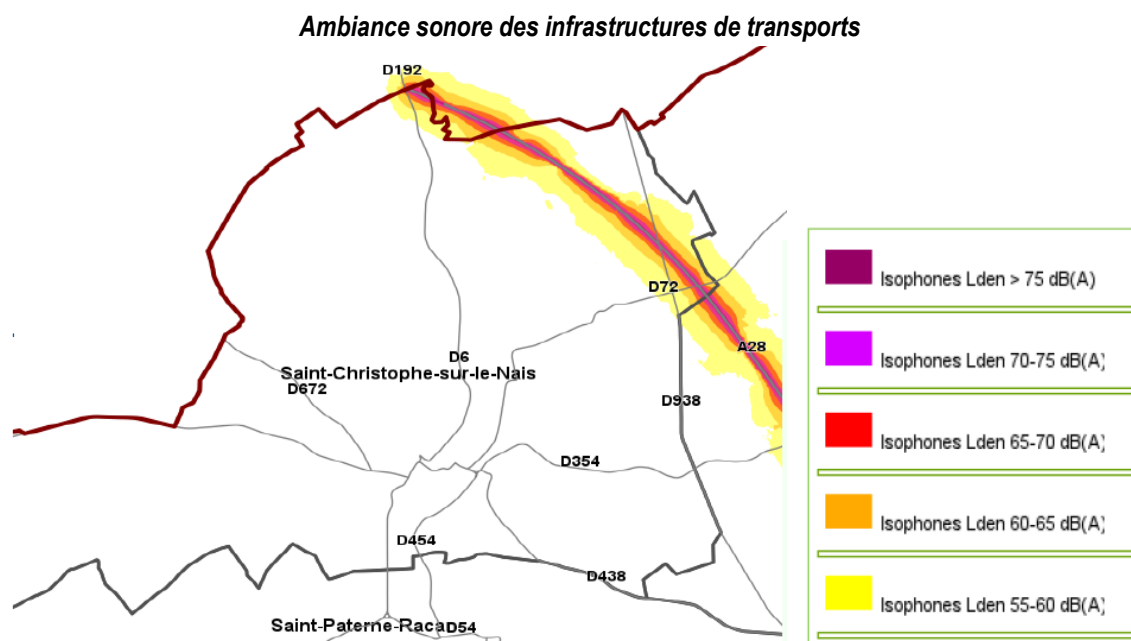 Ambiance sonore des infrastructures de transports
D192
D72
A28
D6
Saint-Christophe-sur-le-Nais
D672
D938
D354
D454
D438
Saint-Paterne-Raca
D54
Isophones Lden > 75 dB(A)
Isophones Lden 70-75 dB(A)
Isophones Lden 65-70 dB(A)
Isophones Lden 60-65 dB(A)
Isophones Lden 55-60 dB(A)